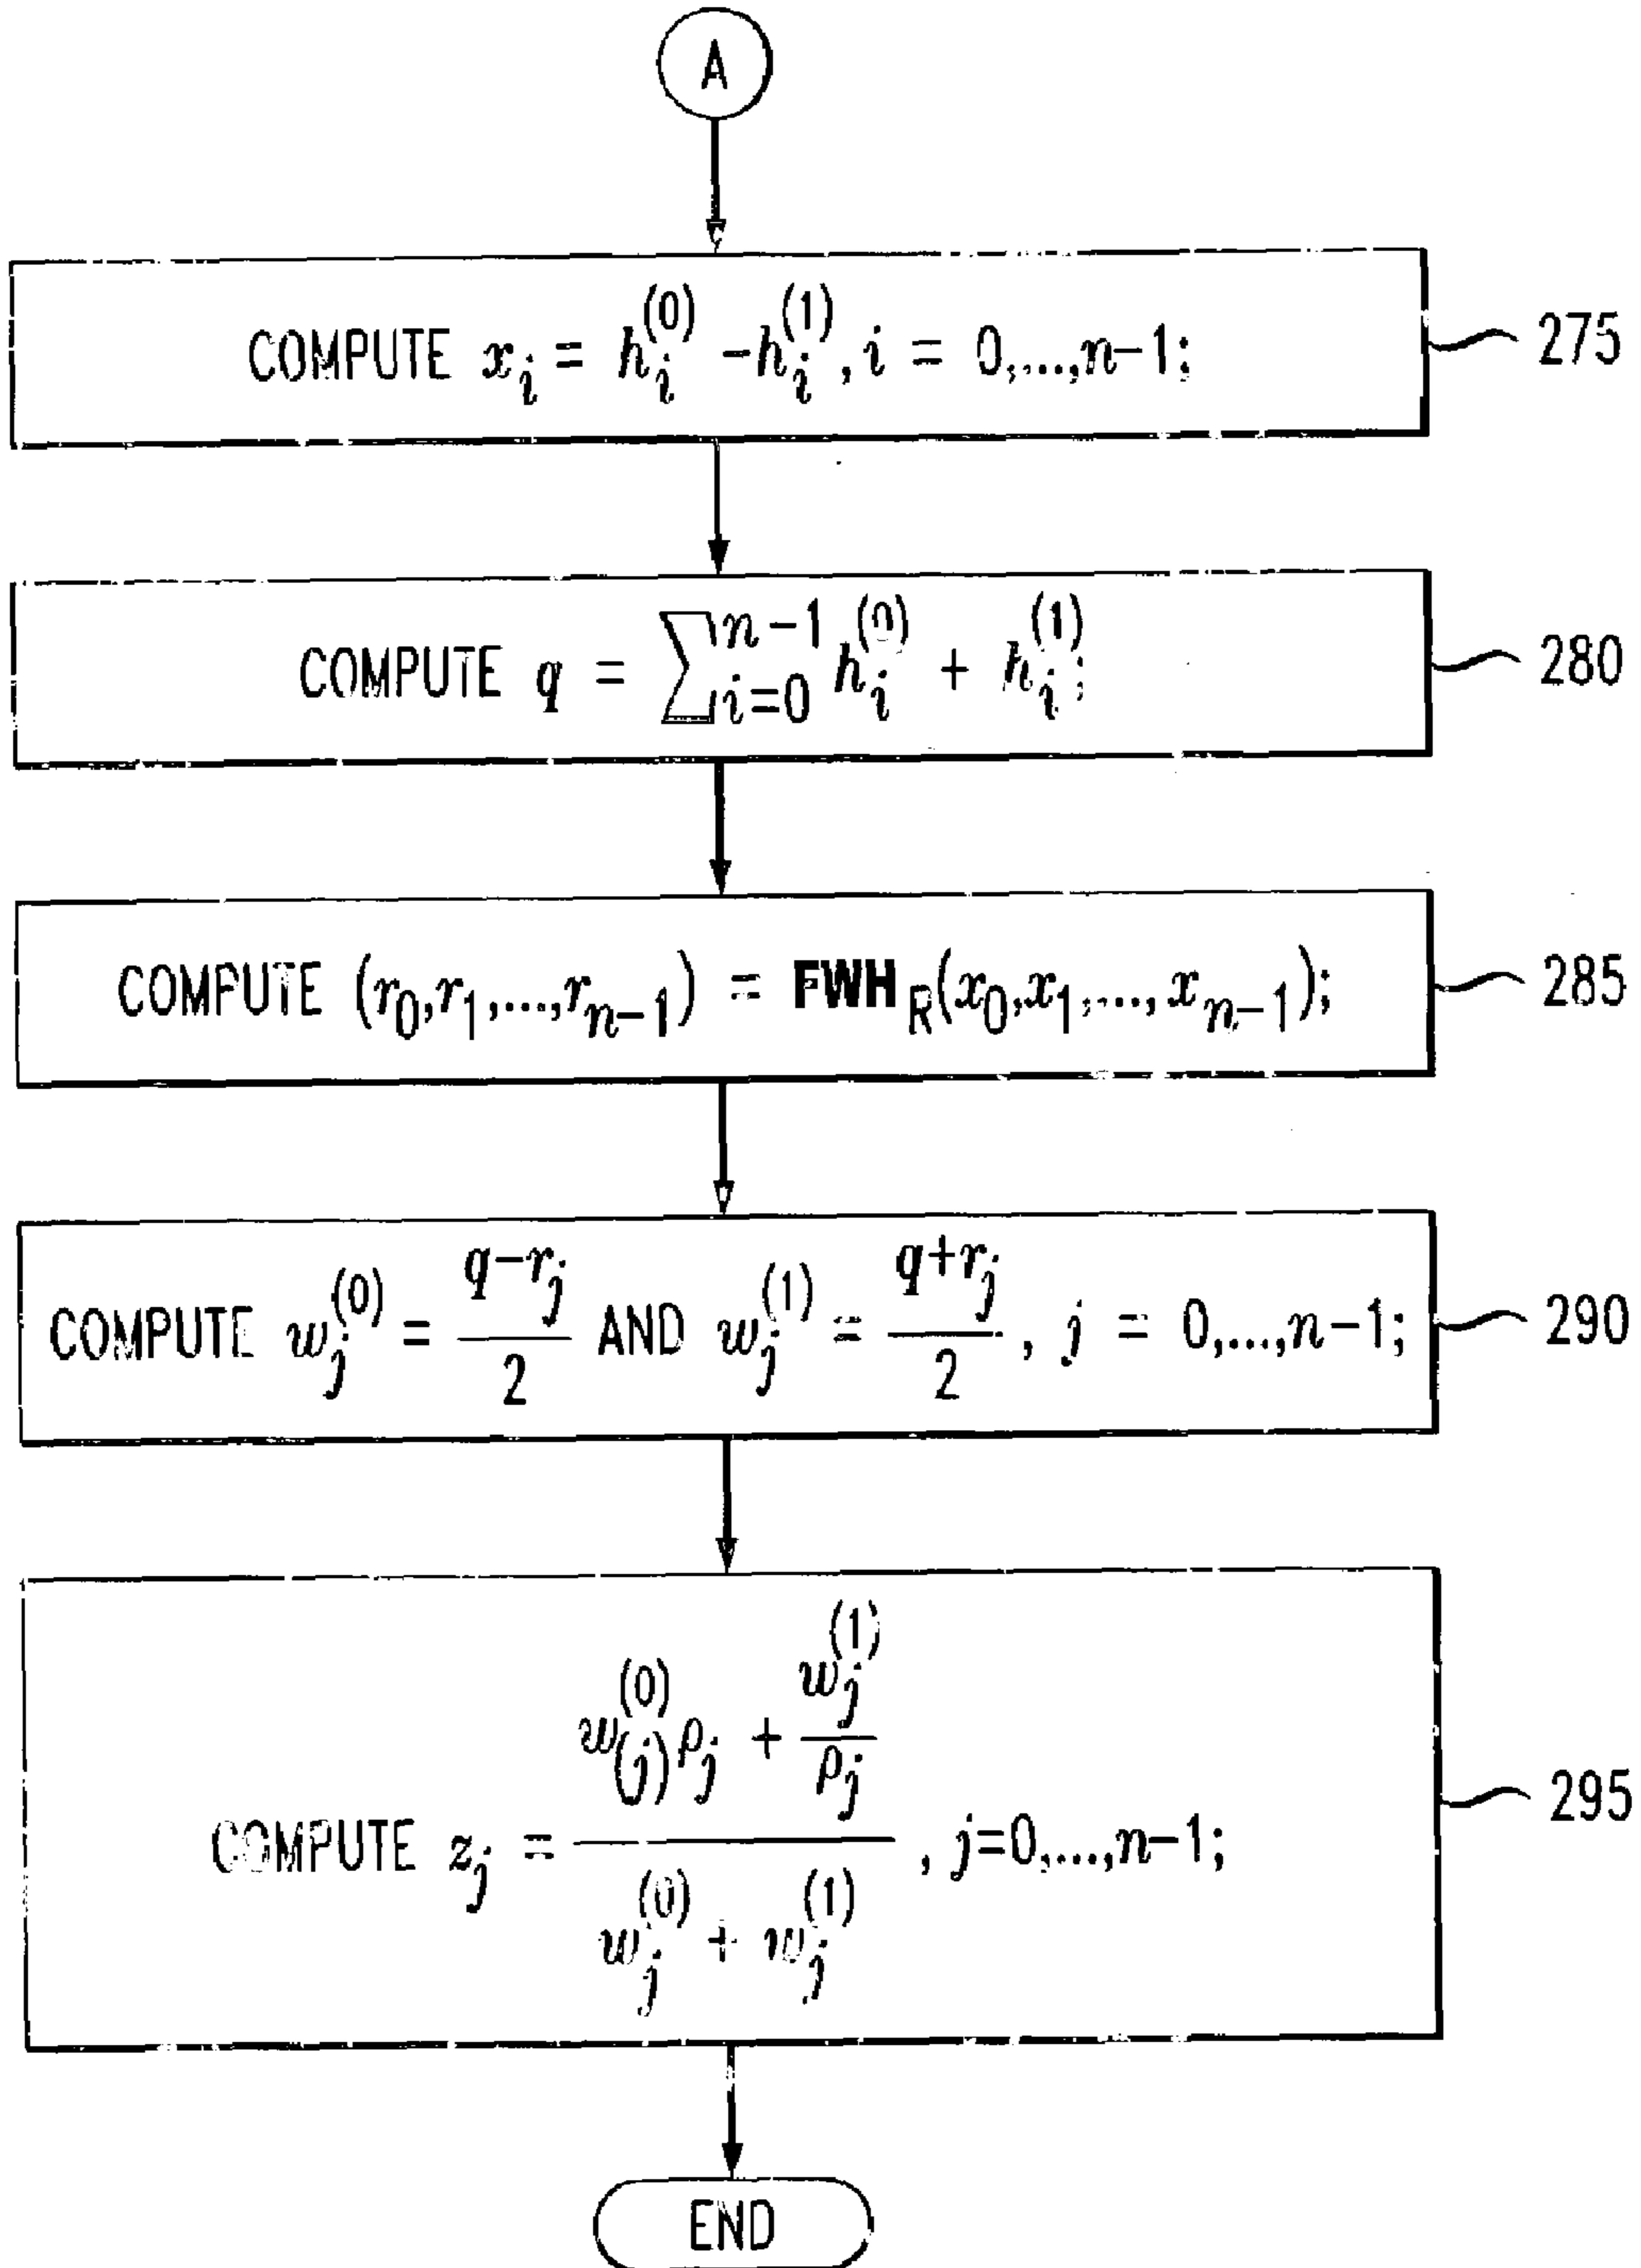 A
COMPUTE x_i = h_i^(0) - h_i^(1), i = 0,...,n-1;
275
COMPUTE q = ∑_{i=0}^{n-1} h_i^(0) + h_i^(1);
280
COMPUTE (r_0,r_1,...,r_{n-1}) = FWH_R(x_0,x_1,...,x_{n-1});
285
COMPUTE w_j^(0) = (q-r_j)/2 AND w_j^(1) = (q+r_j)/2, j = 0,...,n-1;
290
COMPUTE z_j = (w_(j)^(0) ρ_j + w_j^(1)/ρ_j)/(w_j^(0) + w_j^(1)), j=0,...,n-1;
295
END